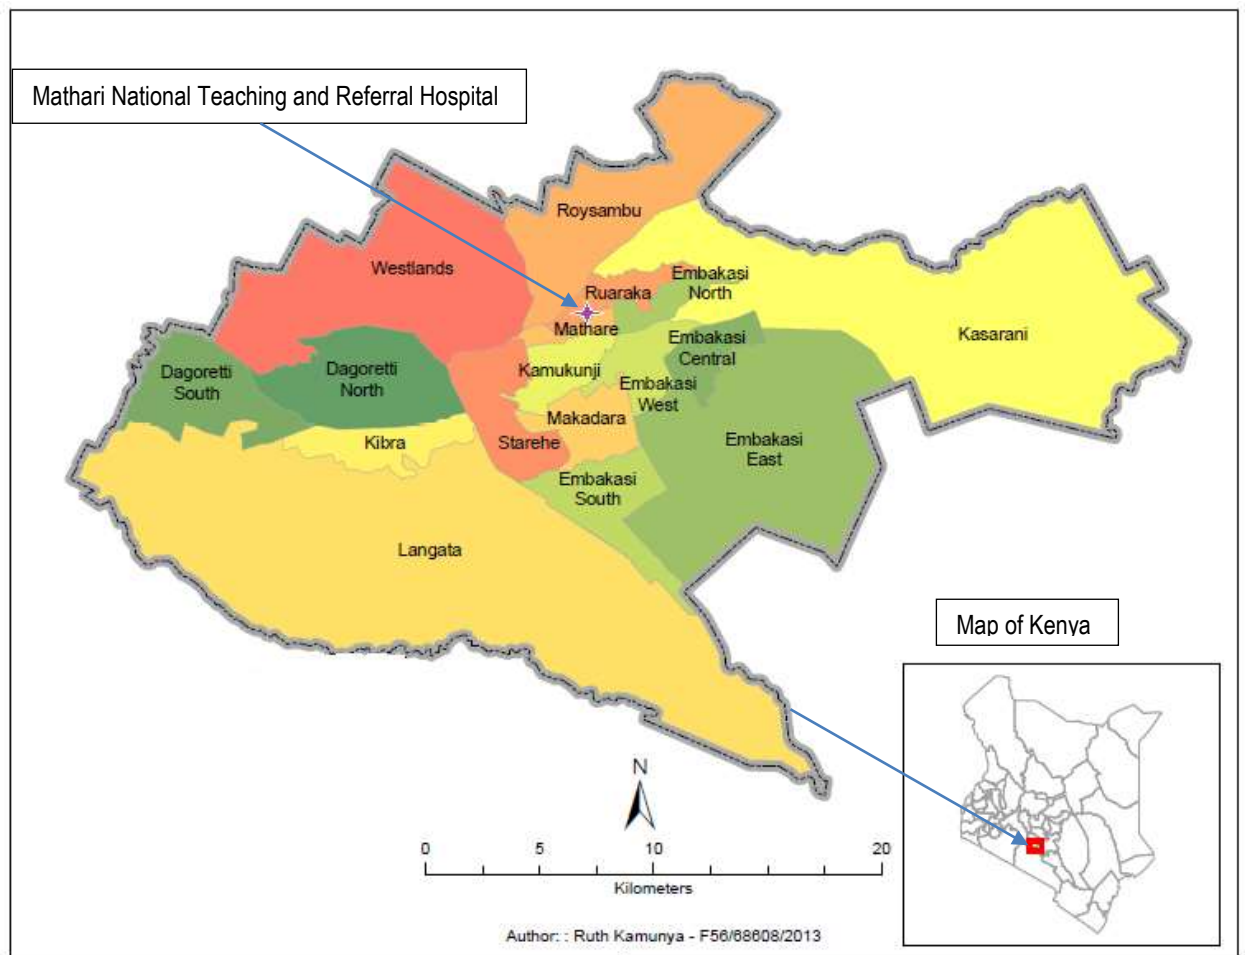 Mathari National Teaching and Referral Hospital
Roysambu
Westlands
Embakasi
North
Ruaraka
Mathare
Kasarani
Embakasi
Central
Dagoretti
South
Dagoretti
North
Kamukunji
Embakasi
West
Makadara
Kibra
Starehe
Embakasi
East
Embakasi
South
Langata
Map of Kenya
N
0 5 10 20
Kilometers
Author: : Ruth Kamunya - F56/68608/2013